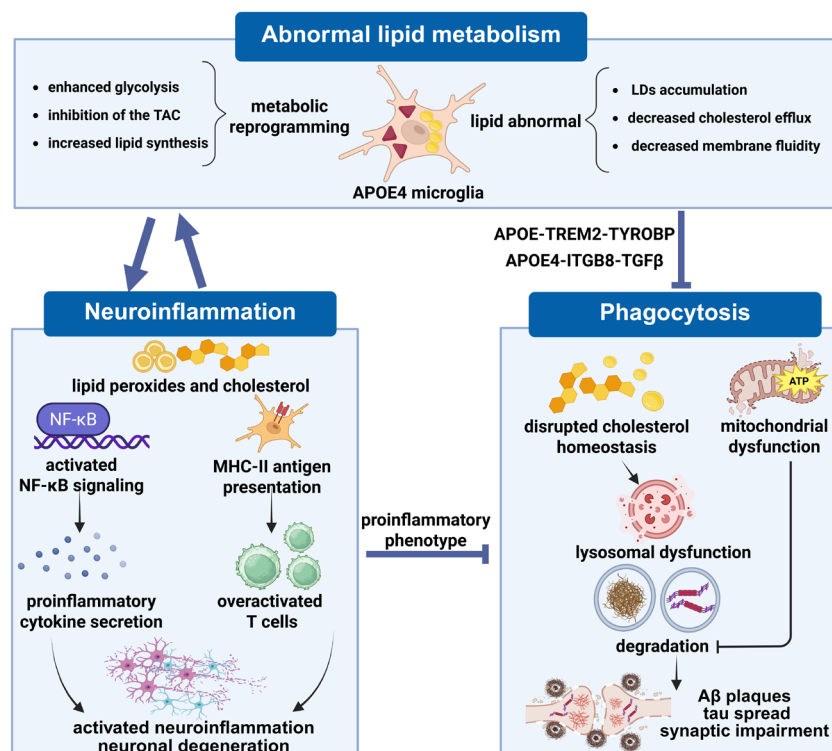 Abnormal lipid metabolism
• enhanced glycolysis
• inhibition of the TAC
• increased lipid synthesis
metabolic
reprogramming
APOE4 microglia
lipid abnormal
• LDs accumulation
• decreased cholesterol efflux
• decreased membrane fluidity
APOE-TREM2-TYROBP
APOE4-ITGB8-TGFβ
Neuroinflammation
lipid peroxides and cholesterol
NF-κB
activated
NF-κB signaling
MHC-II antigen
presentation
proinflammatory
cytokine secretion
overactivated
T cells
activated neuroinflammation
neuronal degeneration
proinflammatory
phenotype
Phagocytosis
disrupted cholesterol
homeostasis
ATP
mitochondrial
dysfunction
lysosomal dysfunction
degradation
Aβ plaques
tau spread
synaptic impairment